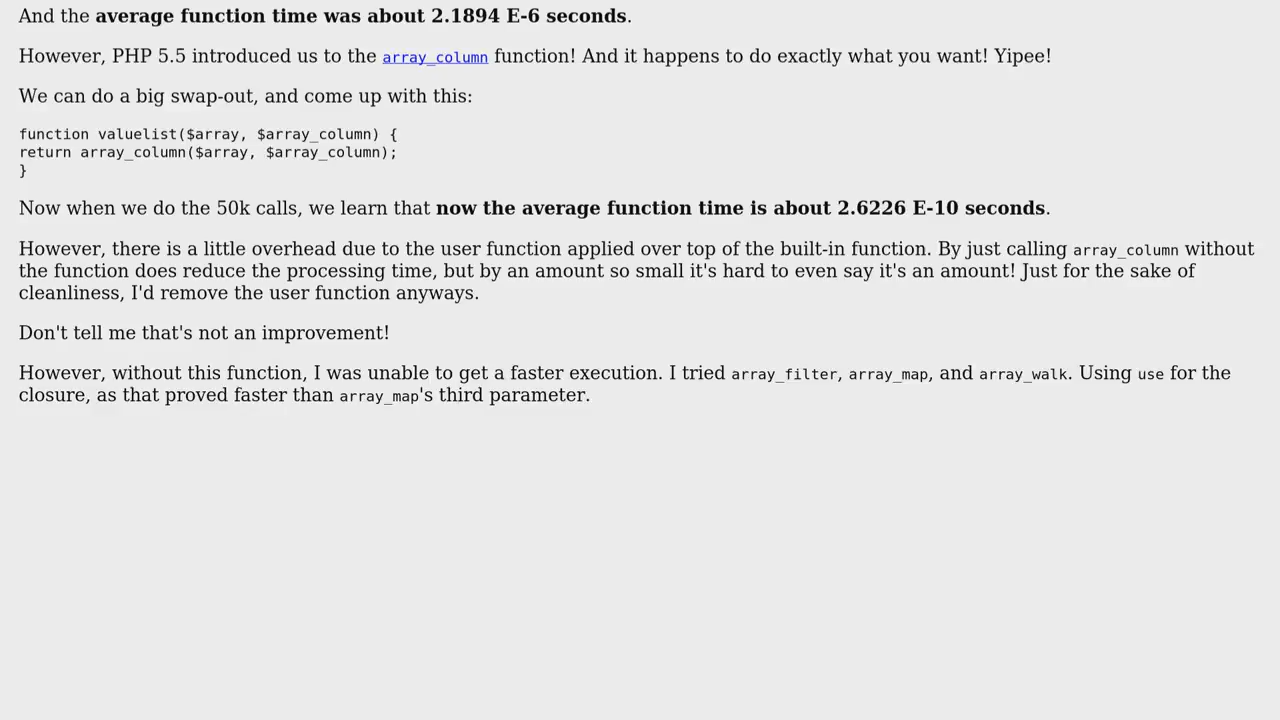 And the average function time was about 2.1894 E-6 seconds.
However, PHP 5.5 introduced us to the array_column function! And it happens to do exactly what you want! Yipee!
We can do a big swap-out, and come up with this:
function valuelist($array, $array_column) {
return array_column($array, $array_column);
}
Now when we do the 50k calls, we learn that now the average function time is about 2.6226 E-10 seconds.
However, there is a little overhead due to the user function applied over top of the built-in function. By just calling array_column without
the function does reduce the processing time, but by an amount so small it's hard to even say it's an amount! Just for the sake of
cleanliness, I'd remove the user function anyways.
Don't tell me that's not an improvement!
However, without this function, I was unable to get a faster execution. I tried array_filter, array_map, and array_walk. Using use for the
closure, as that proved faster than array_map's third parameter.